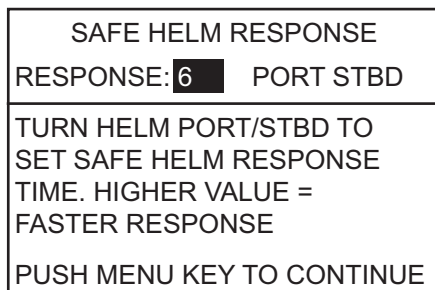 SAFE HELM RESPONSE
RESPONSE: 6 PORT STBD
TURN HELM PORT/STBD TO
SET SAFE HELM RESPONSE
TIME. HIGHER VALUE =
FASTER RESPONSE
PUSH MENU KEY TO CONTINUE